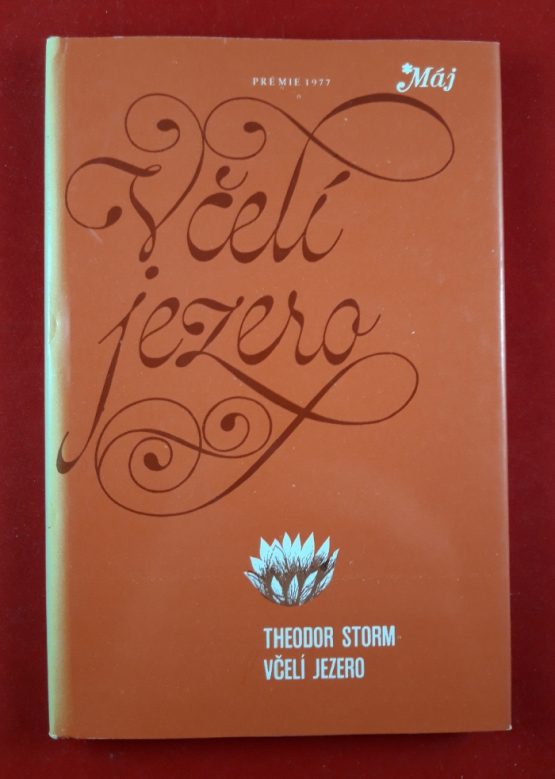 PRÉMIE 1977
*Máj
Včelí
jezero
THEODOR STORM
VČELÍ JEZERO